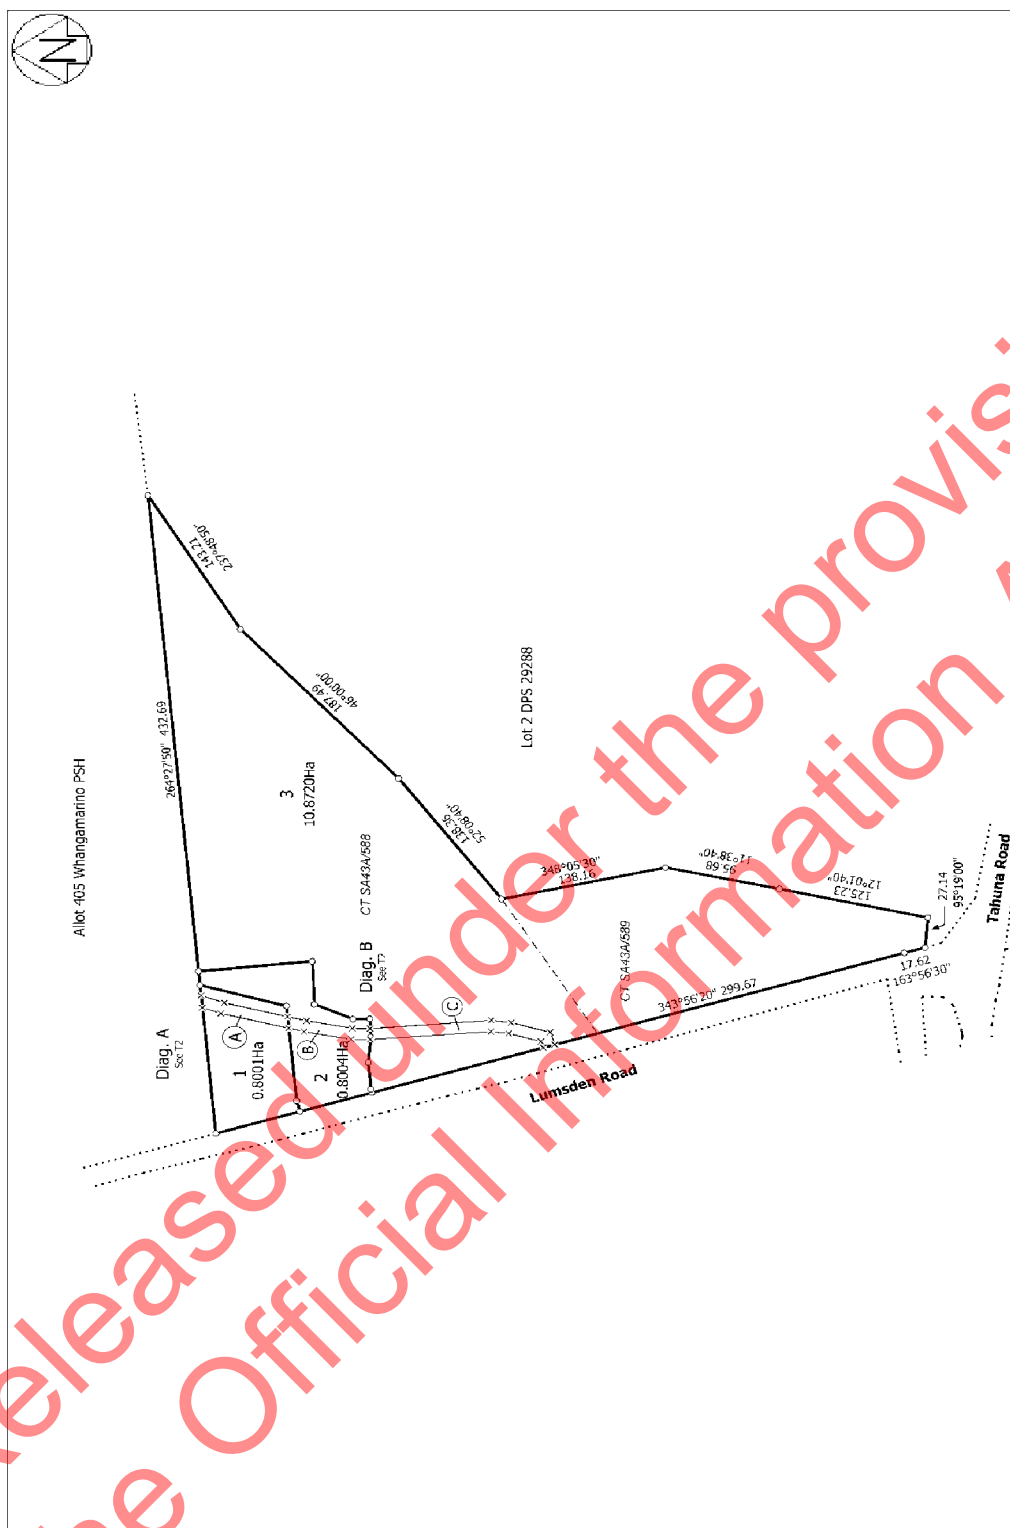 N
Allot 405 Whangamarino PSH
264°27'50" 432.69
143.21
237°48'50"
187.49
46°00'00"
138.36
52°08'40"
Lot 2 DPS 29288
3
10.8720Ha
CT SA43A/588
Diag. A
See T2
Diag. B
See T2
A
1
0.8001Ha
B
2
0.8004Ha
C
348°05'30"
138.16
95.68
11°38'40"
125.23
12°01'40"
CT SA43A/589
343°56'20" 299.67
27.14
95°19'00"
17.62
163°56'30"
Lumsden Road
Tahuna Road
eleased under the provisi
he Official Information